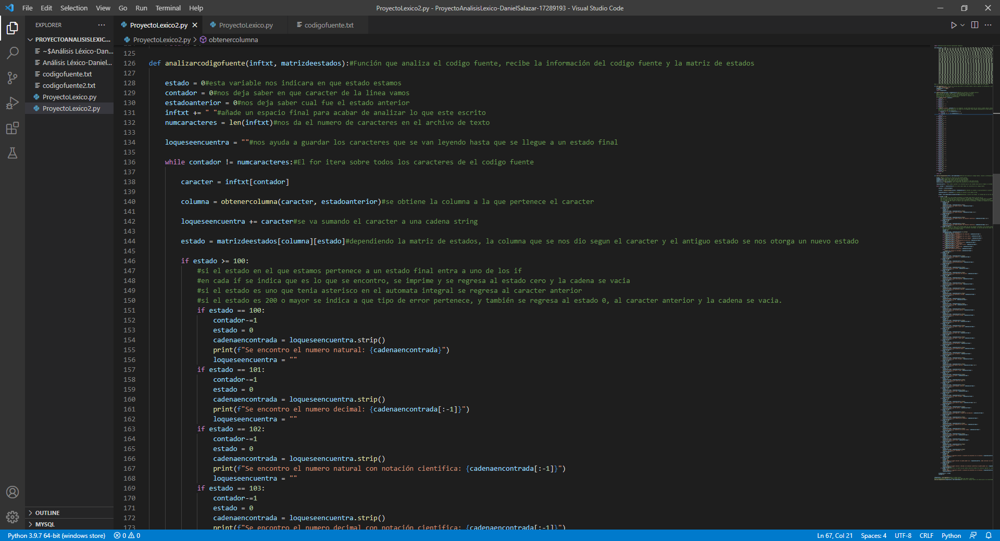 File Edit Selection View Go Run Terminal Help
ProyectoLexico2.py - ProyectoAnalisisLexico-DanielSalazar-17289193 - Visual Studio Code
EXPLORER ...
PROYECTOANALISISLEXIC...
~$Análisis Léxico-Dan...
Análisis Léxico-Daniel...
codigofuente.txt
codigofuente2.txt
ProyectoLexico.py
ProyectoLexico2.py
OUTLINE
MYSQL
ProyectoLexico2.py ProyectoLexico.py codigofuente.txt
ProyectoLexico2.py > obtenercolumna
125
126 def analizarcodigofuente(inftxt, matrizdeestados):#Función que analiza el codigo fuente, recibe la información del codigo fuente y la matriz de estados
127
128 estado = 0#esta variable nos indicara en que estado estamos
129 contador = 0#nos deja saber en que caracter de la linea vamos
130 estadoanterior = 0#nos deja saber cual fue el estado anterior
131 inftxt += " "#añade un espacio final para acabar de analizar lo que este escrito
132 numcaracteres = len(inftxt)#nos da el numero de caracteres en el archivo de texto
133
134 loqueseencuentra = ""#nos ayuda a guardar los caracteres que se van leyendo hasta que se llegue a un estado final
135
136 while contador != numcaracteres:#El for itera sobre todos los caracteres de el codigo fuente
137
138 caracter = inftxt[contador]
139
140 columna = obtenercolumna(caracter, estadoanterior)#se obtiene la columna a la que pertenece el caracter
141
142 loqueseencuentra += caracter#se va sumando el caracter a una cadena string
143
144 estado = matrizdeestados[columna][estado]#dependiendo la matriz de estados, la columna que se nos dio segun el caracter y el antiguo estado se nos otorga un nuevo estado
145
146 if estado >= 100:
147 #si el estado en el que estamos pertenece a un estado final entra a uno de los if
148 #en cada if se indica que es lo que se encontro, se imprime y se regresa al estado cero y la cadena se vacia
149 #si el estado es uno que tenia asterisco en el automata integral se regresa al caracter anterior
150 #si el estado es 200 o mayor se indica a que tipo de error pertenece, y también se regresa al estado 0, al caracter anterior y la cadena se vacia.
151 if estado == 100:
152 contador-=1
153 estado = 0
154 cadenaencontrada = loqueseencuentra.strip()
155 print(f"Se encontro el numero natural: {cadenaencontrada}")
156 loqueseencuentra = ""
157 if estado == 101:
158 contador-=1
159 estado = 0
160 cadenaencontrada = loqueseencuentra.strip()
161 print(f"Se encontro el numero decimal: {cadenaencontrada[:-1]}")
162 loqueseencuentra = ""
163 if estado == 102:
164 contador-=1
165 estado = 0
166 cadenaencontrada = loqueseencuentra.strip()
167 print(f"Se encontro el numero natural con notación cientifica: {cadenaencontrada[:-1]}")
168 loqueseencuentra = ""
169 if estado == 103:
170 contador-=1
171 estado = 0
172 cadenaencontrada = loqueseencuentra.strip()
173 print(f"Se encontro el numero decimal con notación cientifica: {cadenaencontrada[:-1]}")
Python 3.9.7 64-bit (windows store) 0 0
Ln 67, Col 21 Spaces: 4 UTF-8 CRLF Python